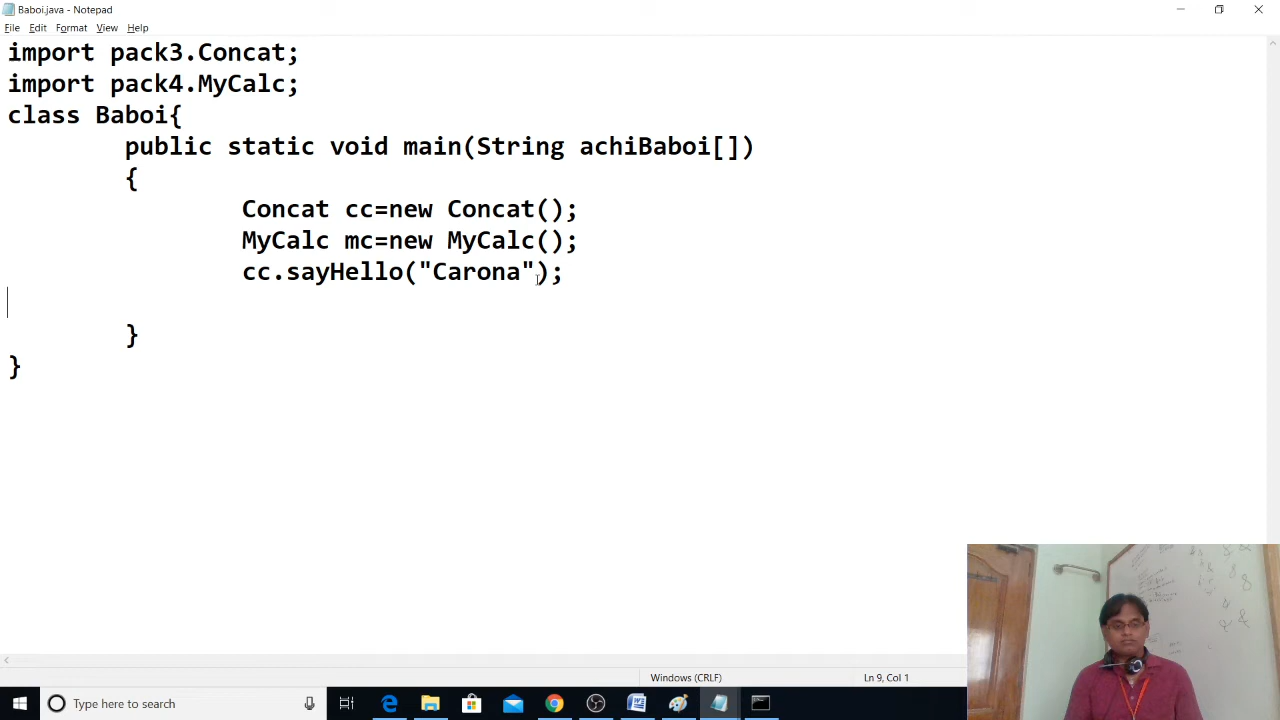 Baboi.java - Notepad
File Edit Format View Help
import pack3.Concat;
import pack4.MyCalc;
class Baboi{
public static void main(String achiBaboi[])
{
Concat cc=new Concat();
MyCalc mc=new MyCalc();
cc.sayHello("Carona");
}
}
Windows (CRLF) Ln 9, Col 1
Type here to search